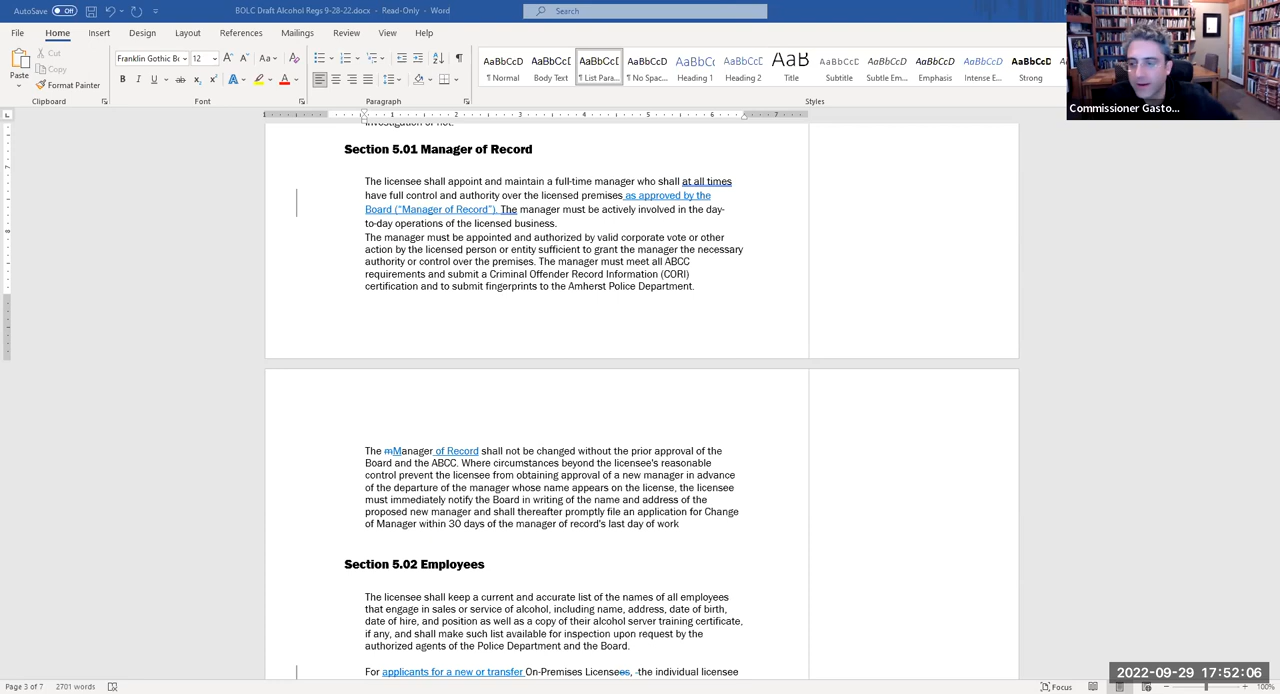 AutoSave Off BOLC Draft Alcohol Regs 9-28-22.docx - Read-Only - Word Search
File Home Insert Design Layout References Mailings Review View Help
Paste Cut Copy Format Painter
Franklin Gothic 12
AaBbCcD AaBbCcD AaBbCcD AaBbCcD AaBbC AaBbCcD AaB AaBbCcD AaBbCcD AaBbCcD AaBbCcD AaBbCcD
¶ Normal Body Text ¶ List Para... ¶ No Spac... Heading 1 Heading 2 Title Subtitle Subtle Em... Emphasis Intense E... Strong
Clipboard Font Paragraph Styles
Commissioner Gasto...
investigation or not.
Section 5.01 Manager of Record
The licensee shall appoint and maintain a full-time manager who shall at all times
have full control and authority over the licensed premises as approved by the
Board (“Manager of Record”). The manager must be actively involved in the day-
to-day operations of the licensed business.
The manager must be appointed and authorized by valid corporate vote or other
action by the licensed person or entity sufficient to grant the manager the necessary
authority or control over the premises. The manager must meet all ABCC
requirements and submit a Criminal Offender Record Information (CORI)
certification and to submit fingerprints to the Amherst Police Department.
The mManager of Record shall not be changed without the prior approval of the
Board and the ABCC. Where circumstances beyond the licensee's reasonable
control prevent the licensee from obtaining approval of a new manager in advance
of the departure of the manager whose name appears on the license, the licensee
must immediately notify the Board in writing of the name and address of the
proposed new manager and shall thereafter promptly file an application for Change
of Manager within 30 days of the manager of record's last day of work
Section 5.02 Employees
The licensee shall keep a current and accurate list of the names of all employees
that engage in sales or service of alcohol, including name, address, date of birth,
date of hire, and position as well as a copy of their alcohol server training certificate,
if any, and shall make such list available for inspection upon request by the
authorized agents of the Police Department and the Board.
For applicants for a new or transfer On-Premises Licensees, -the individual licensee
2022-09-29 17:52:06
Page 3 of 7 2701 words Focus 100%